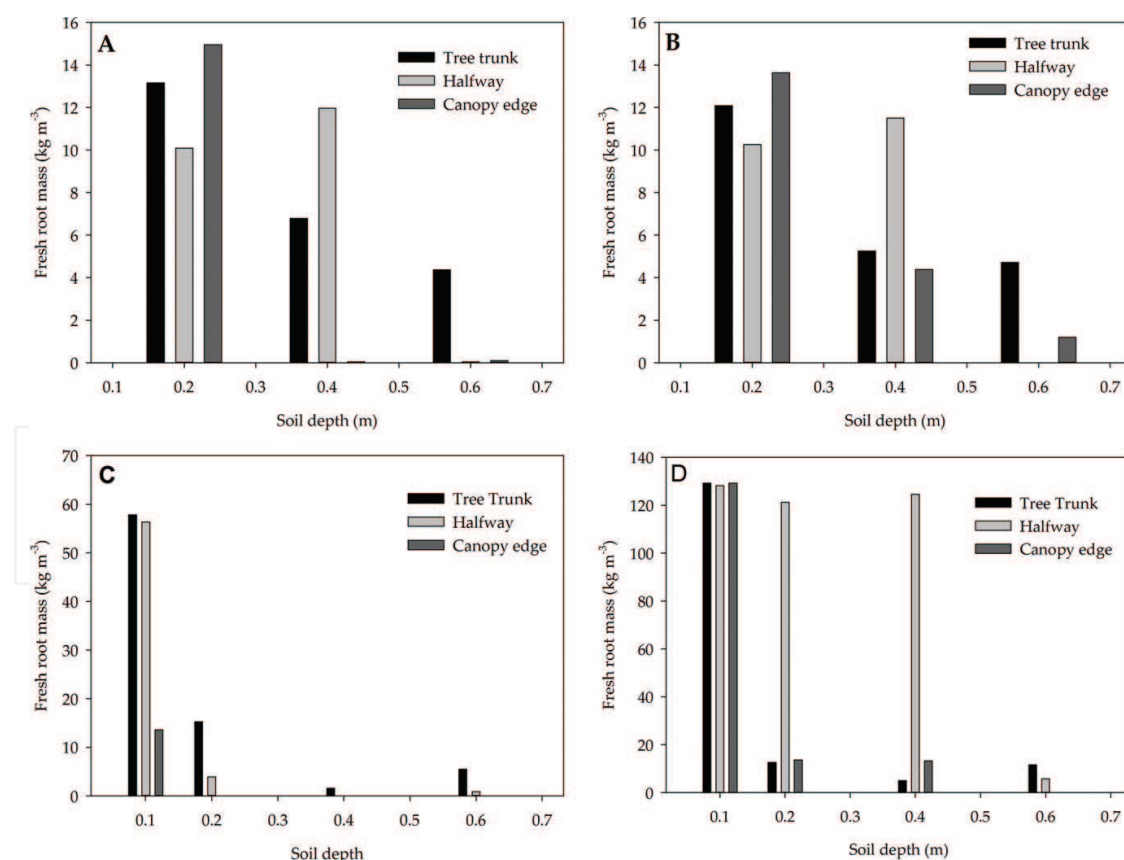 A
Tree trunk
Halfway
Canopy edge
Fresh root mass (kg m⁻³)
16
14
12
10
8
6
4
2
0
0.1 0.2 0.3 0.4 0.5 0.6 0.7
Soil depth (m)
B
Tree trunk
Halfway
Canopy edge
Fresh root mass (kg m⁻³)
16
14
12
10
8
6
4
2
0
0.1 0.2 0.3 0.4 0.5 0.6 0.7
Soil depth (m)
C
Tree Trunk
Halfway
Canopy edge
Fresh root mass (kg m⁻³)
70
60
50
40
30
20
10
0
0.1 0.2 0.3 0.4 0.5 0.6 0.7
Soil depth
D
Tree Trunk
Halfway
Canopy edge
Fresh root mass (kg m⁻³)
140
120
100
80
60
40
20
0
0.1 0.2 0.3 0.4 0.5 0.6 0.7
Soil depth (m)